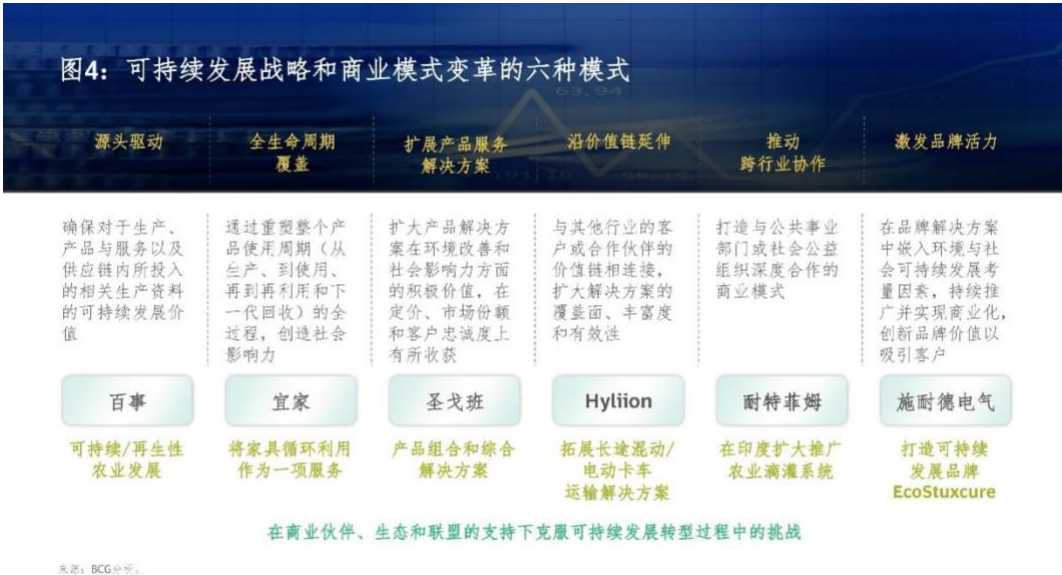 图4：可持续发展战略和商业模式变革的六种模式
63.94
源头驱动
全生命周期
覆盖
扩展产品服务
解决方案
沿价值链延伸
推动
跨行业协作
激发品牌活力
确保对于生产、
产品与服务以及
供应链内所投入
的相关生产资料
的可持续发展价
值
通过重塑整个产
品使用周期（从
生产、到使用、
再到再利用和下
一代回收）的全
过程，创造社会
影响力
扩大产品解决方
案在环境改善和
社会影响力方面
的积极价值，在
定价、市场份额
和客户忠诚度上
有所收获
与其他行业的客
户或合作伙伴的
价值链相连接，
扩大解决方案的
覆盖面、丰富度
和有效性
打造与公共事业
部门或社会公益
组织深度合作的
商业模式
在品牌解决方案
中嵌入环境与社
会可持续发展考
量因素，持续推
广并实现商业化，
创新品牌价值以
吸引客户
百事
宜家
圣戈班
Hyliion
耐特菲姆
施耐德电气
可持续/再生性
农业发展
将家具循环利用
作为一项服务
产品组合和综合
解决方案
拓展长途混动/
电动卡车
运输解决方案
在印度扩大推广
农业滴灌系统
打造可持续
发展品牌
EcoStuxcure
在商业伙伴、生态和联盟的支持下克服可持续发展转型过程中的挑战
来源：BCG分析。